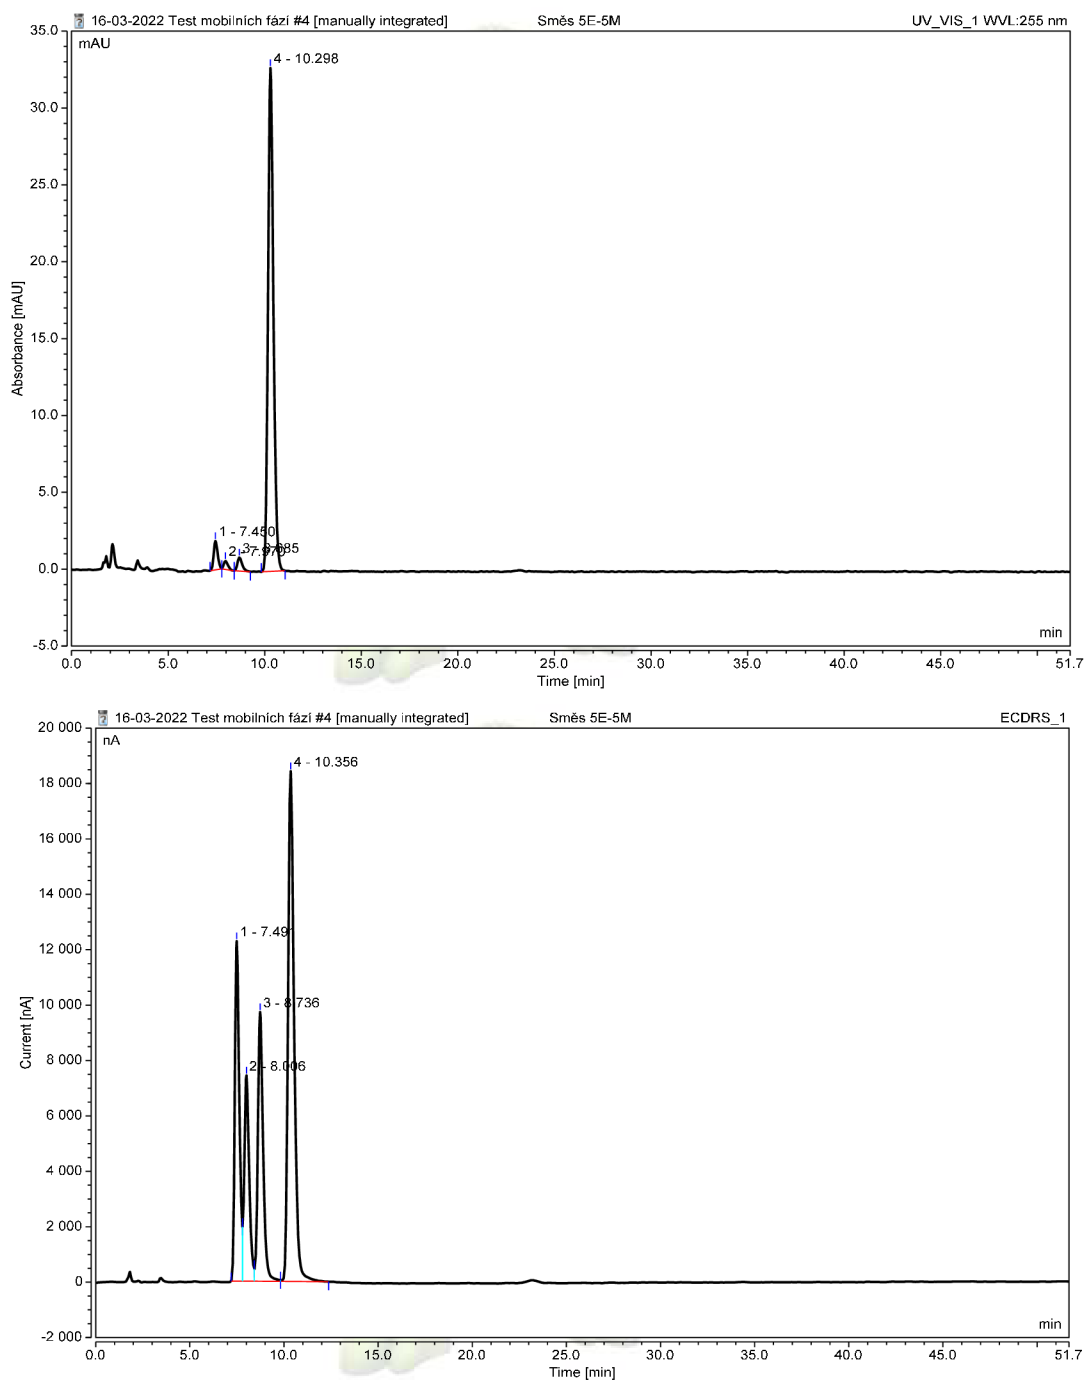 16-03-2022 Test mobilních fází #4 [manually integrated] Směs 5E-5M UV_VIS_1 WVL:255 nm
35.0
mAU
4 - 10.298
30.0
25.0
20.0
15.0
Absorbance [mAU]
10.0
5.0
1 - 7.450
2 - 7.970
0.0
-5.0
min
0.0 5.0 10.0 15.0 20.0 25.0 30.0 35.0 40.0 45.0 51.7
Time [min]
16-03-2022 Test mobilních fází #4 [manually integrated] Směs 5E-5M ECDRS_1
20 000
nA
4 - 10.356
18 000
16 000
14 000
12 000
1 - 7.491
10 000
3 - 8.736
Current [nA]
8 000
2 - 8.006
6 000
4 000
2 000
0
-2 000
min
0.0 5.0 10.0 15.0 20.0 25.0 30.0 35.0 40.0 45.0 51.7
Time [min]